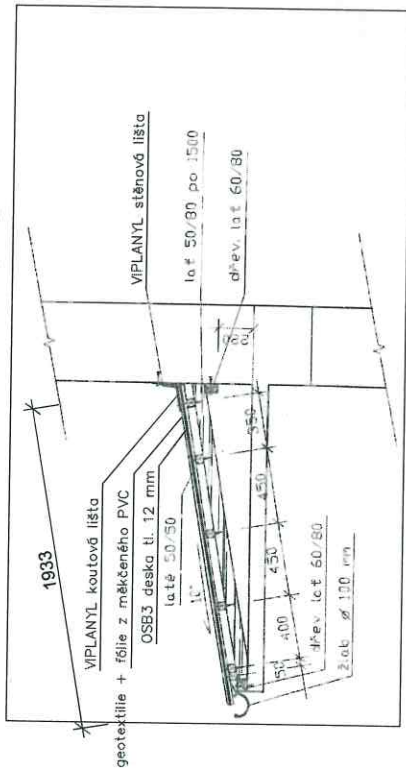 1933
VIPLANYL koutová lišta
geotextilie + fólie z měkčeného PVC
OSB3 deska tl. 12 mm
latě 50/50
10°
VIPLANYL stěnová lišta
lať 50/80 po 1500
dřev. lať 60/80
350
450
450
400
150
dřev. lať 60/80
žlab ø 100 mm